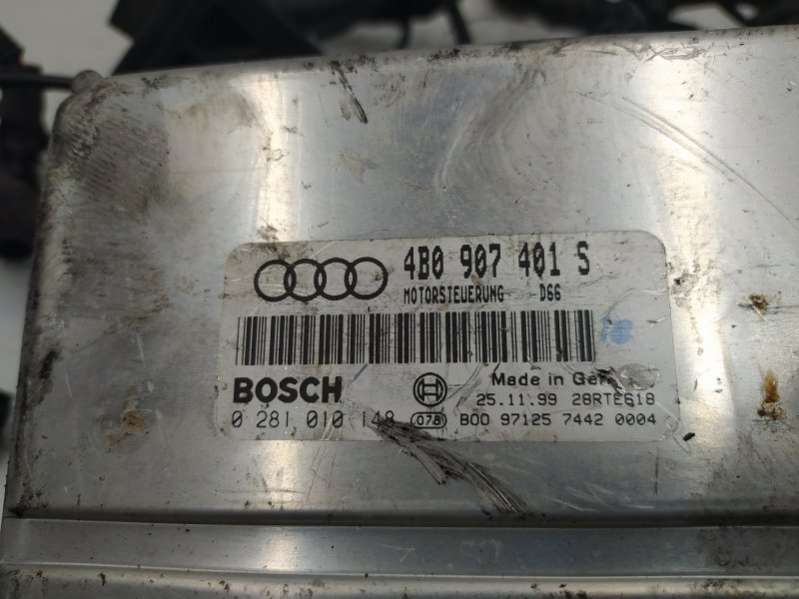 4B0 907 401 S
MOTORSTEUERUNG D66
BOSCH
Made in Ger
25.11.99 28RTE618
0 281 010 148 078 B00 97125 7442 0004